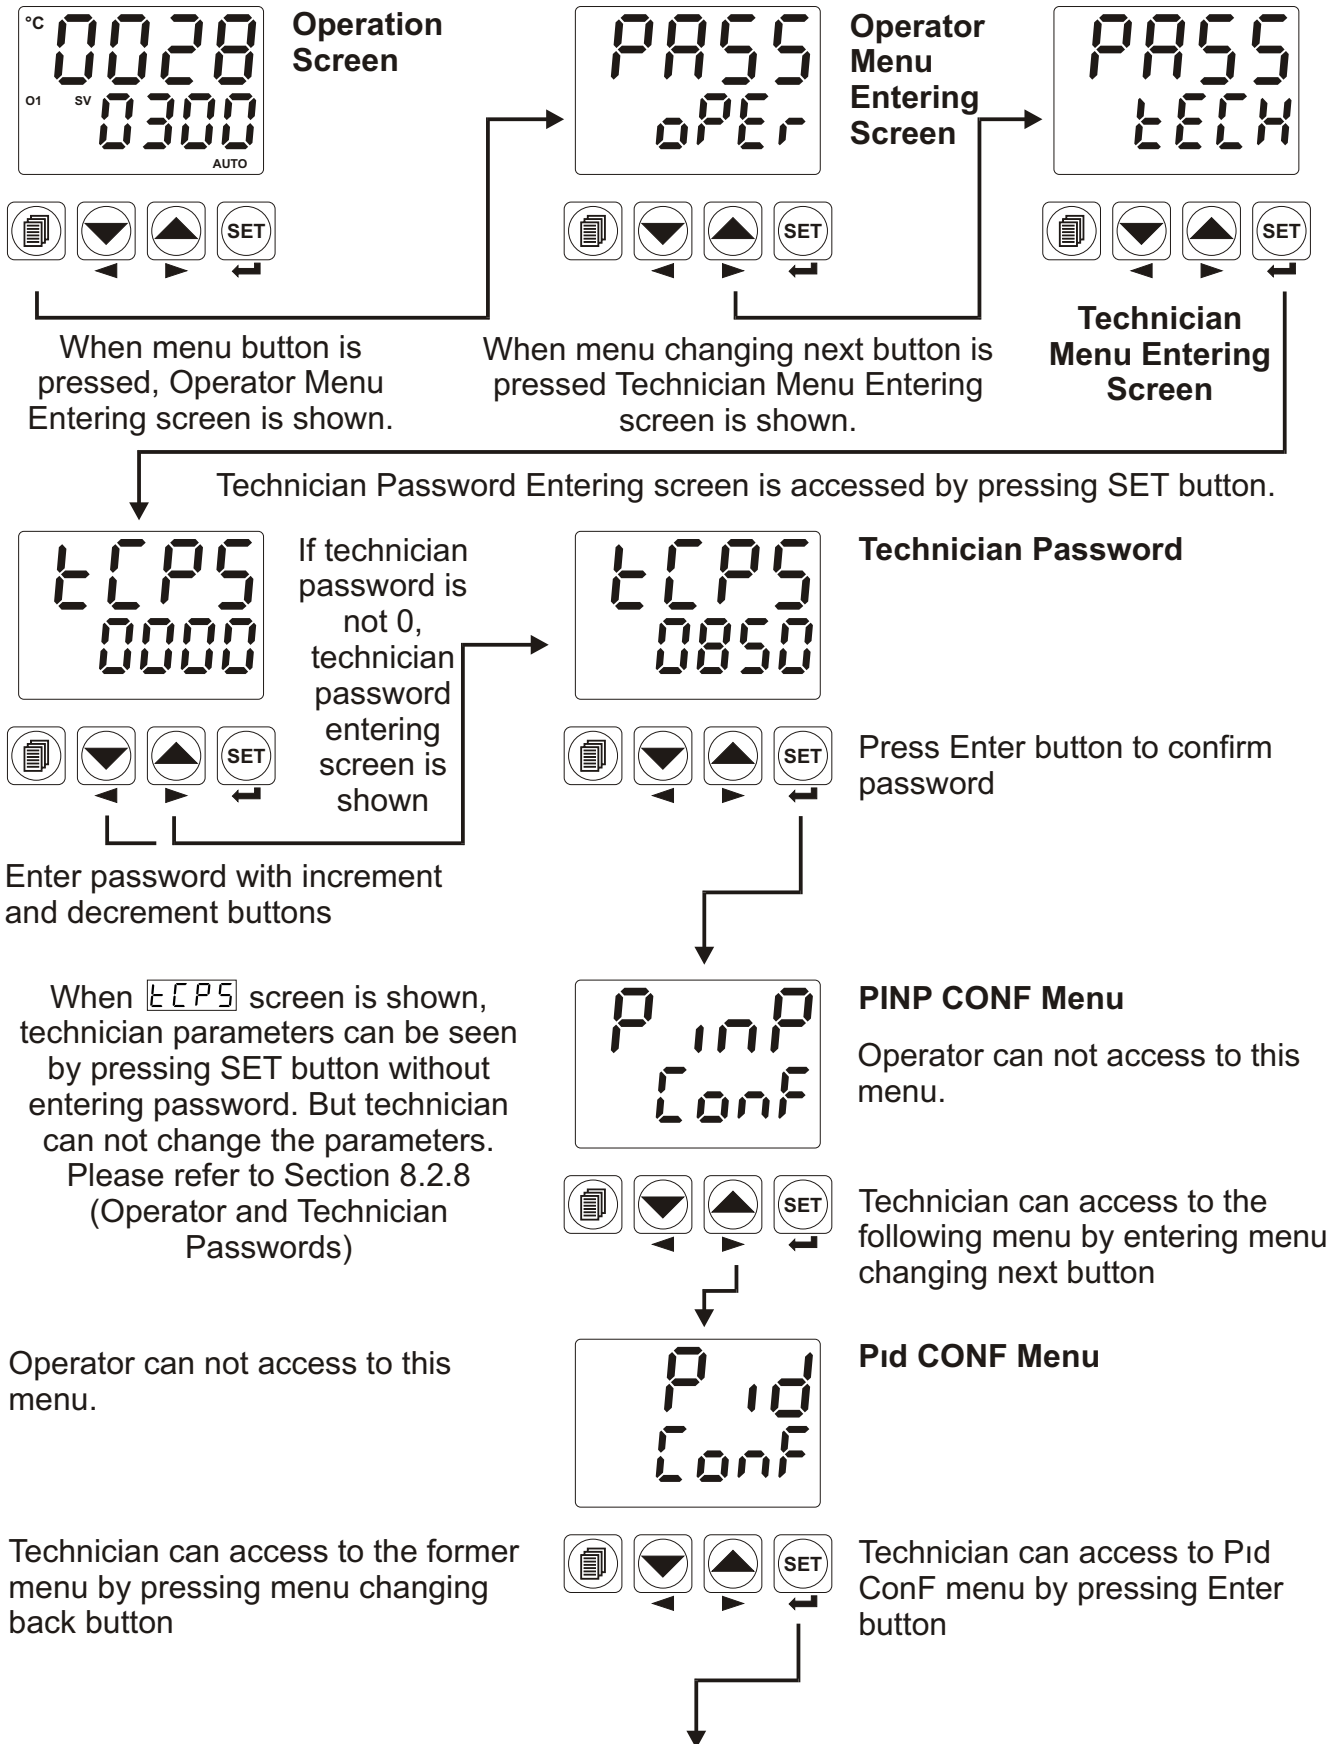 °C
0028
O1 SV 0300
AUTO
Operation
Screen
PASS
oPEr
Operator
Menu
Entering
Screen
PASS
tECH
SET
SET
SET
When menu button is
pressed, Operator Menu
Entering screen is shown.
When menu changing next button is
pressed Technician Menu Entering
screen is shown.
Technician
Menu Entering
Screen
Technician Password Entering screen is accessed by pressing SET button.
tCPS
0000
If technician
password is
not 0,
technician
password
entering
screen is
shown
tCPS
0850
Technician Password
SET
SET
Press Enter button to confirm
password
Enter password with increment
and decrement buttons
When tCPS screen is shown,
technician parameters can be seen
by pressing SET button without
entering password. But technician
can not change the parameters.
Please refer to Section 8.2.8
(Operator and Technician
Passwords)
PınP
ConF
PINP CONF Menu
Operator can not access to this
menu.
SET
Technician can access to the
following menu by entering menu
changing next button
Operator can not access to this
menu.
Pıd
ConF
Pıd CONF Menu
Technician can access to the former
menu by pressing menu changing
back button
SET
Technician can access to Pıd
ConF menu by pressing Enter
button